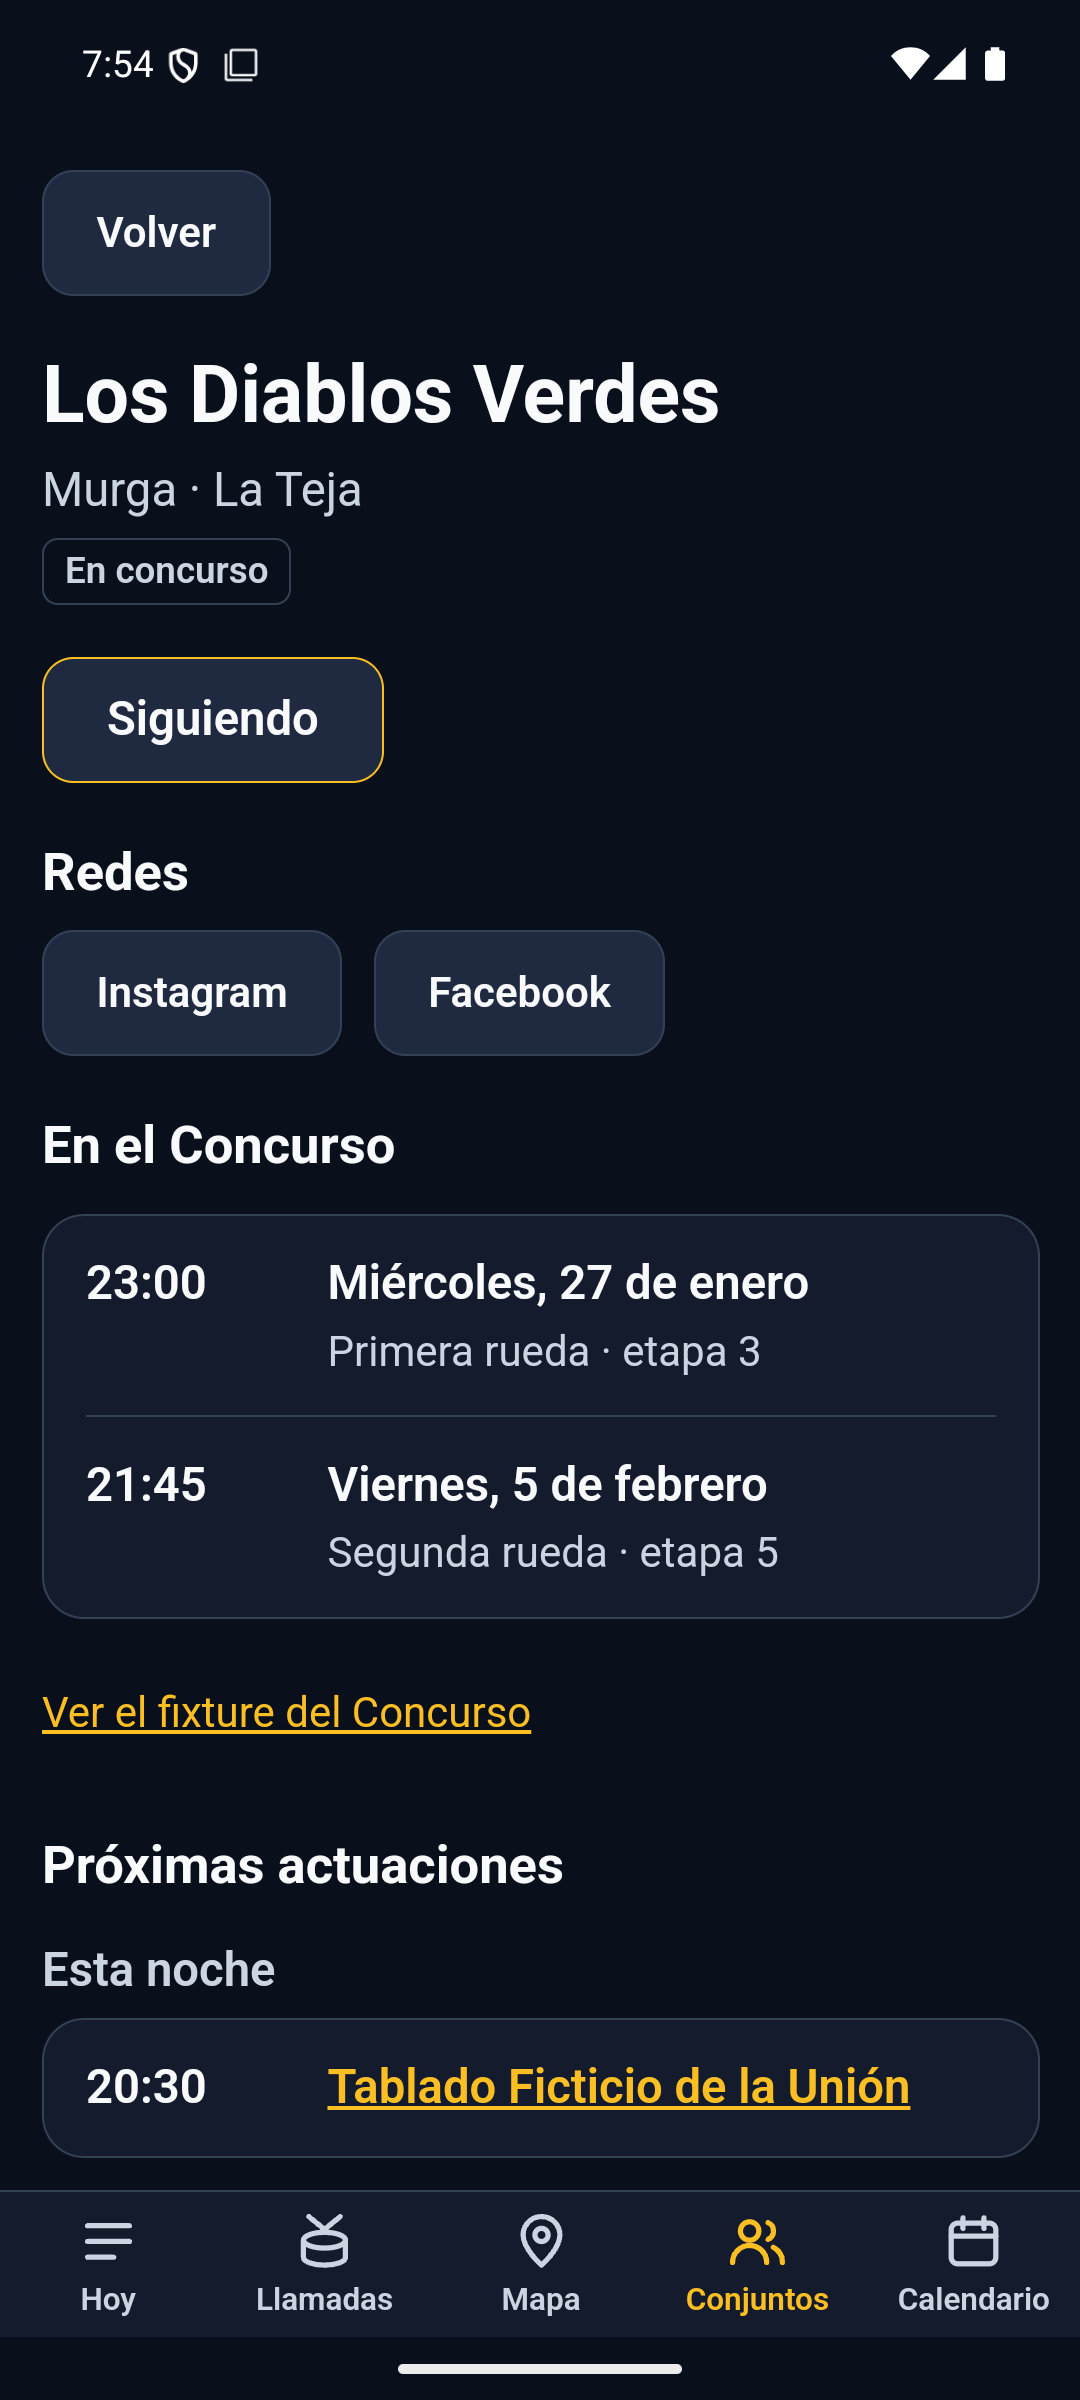 7:54
Volver
Los Diablos Verdes
Murga · La Teja
En concurso
Siguiendo
Redes
Instagram
Facebook
En el Concurso
23:00
Miércoles, 27 de enero
Primera rueda · etapa 3
21:45
Viernes, 5 de febrero
Segunda rueda · etapa 5
Ver el fixture del Concurso
Próximas actuaciones
Esta noche
20:30
Tablado Ficticio de la Unión
Hoy
Llamadas
Mapa
Conjuntos
Calendario